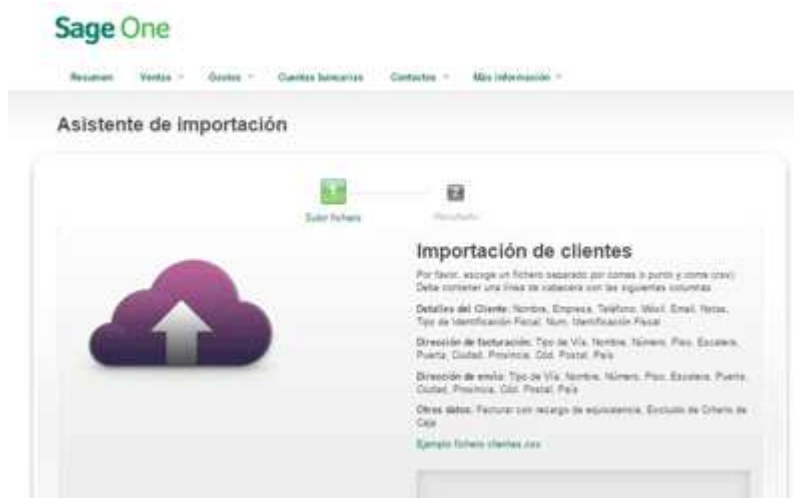 Sage One
Resumen Ventas Gastos Cuentas bancarias Contactos Más información
Asistente de importación
1 2
Subir fichero Resultado
Importación de clientes
Por favor, escoge un fichero separado por comas o punto y coma (csv)
Debe contener una línea de cabecera con las siguientes columnas
Detalles del Cliente: Nombre, Empresa, Teléfono, Móvil, Email, Notas,
Tipo de Identificación Fiscal, Num. Identificación Fiscal
Dirección de facturación: Tipo de Vía, Nombre, Número, Piso, Escalera,
Puerta, Ciudad, Provincia, Cód. Postal, País
Dirección de envío: Tipo de Vía, Nombre, Número, Piso, Escalera, Puerta,
Ciudad, Provincia, Cód. Postal, País
Otros datos: Facturar con recargo de equivalencia, Excluido de Criterio de
Caja
Ejemplo fichero clientes.csv